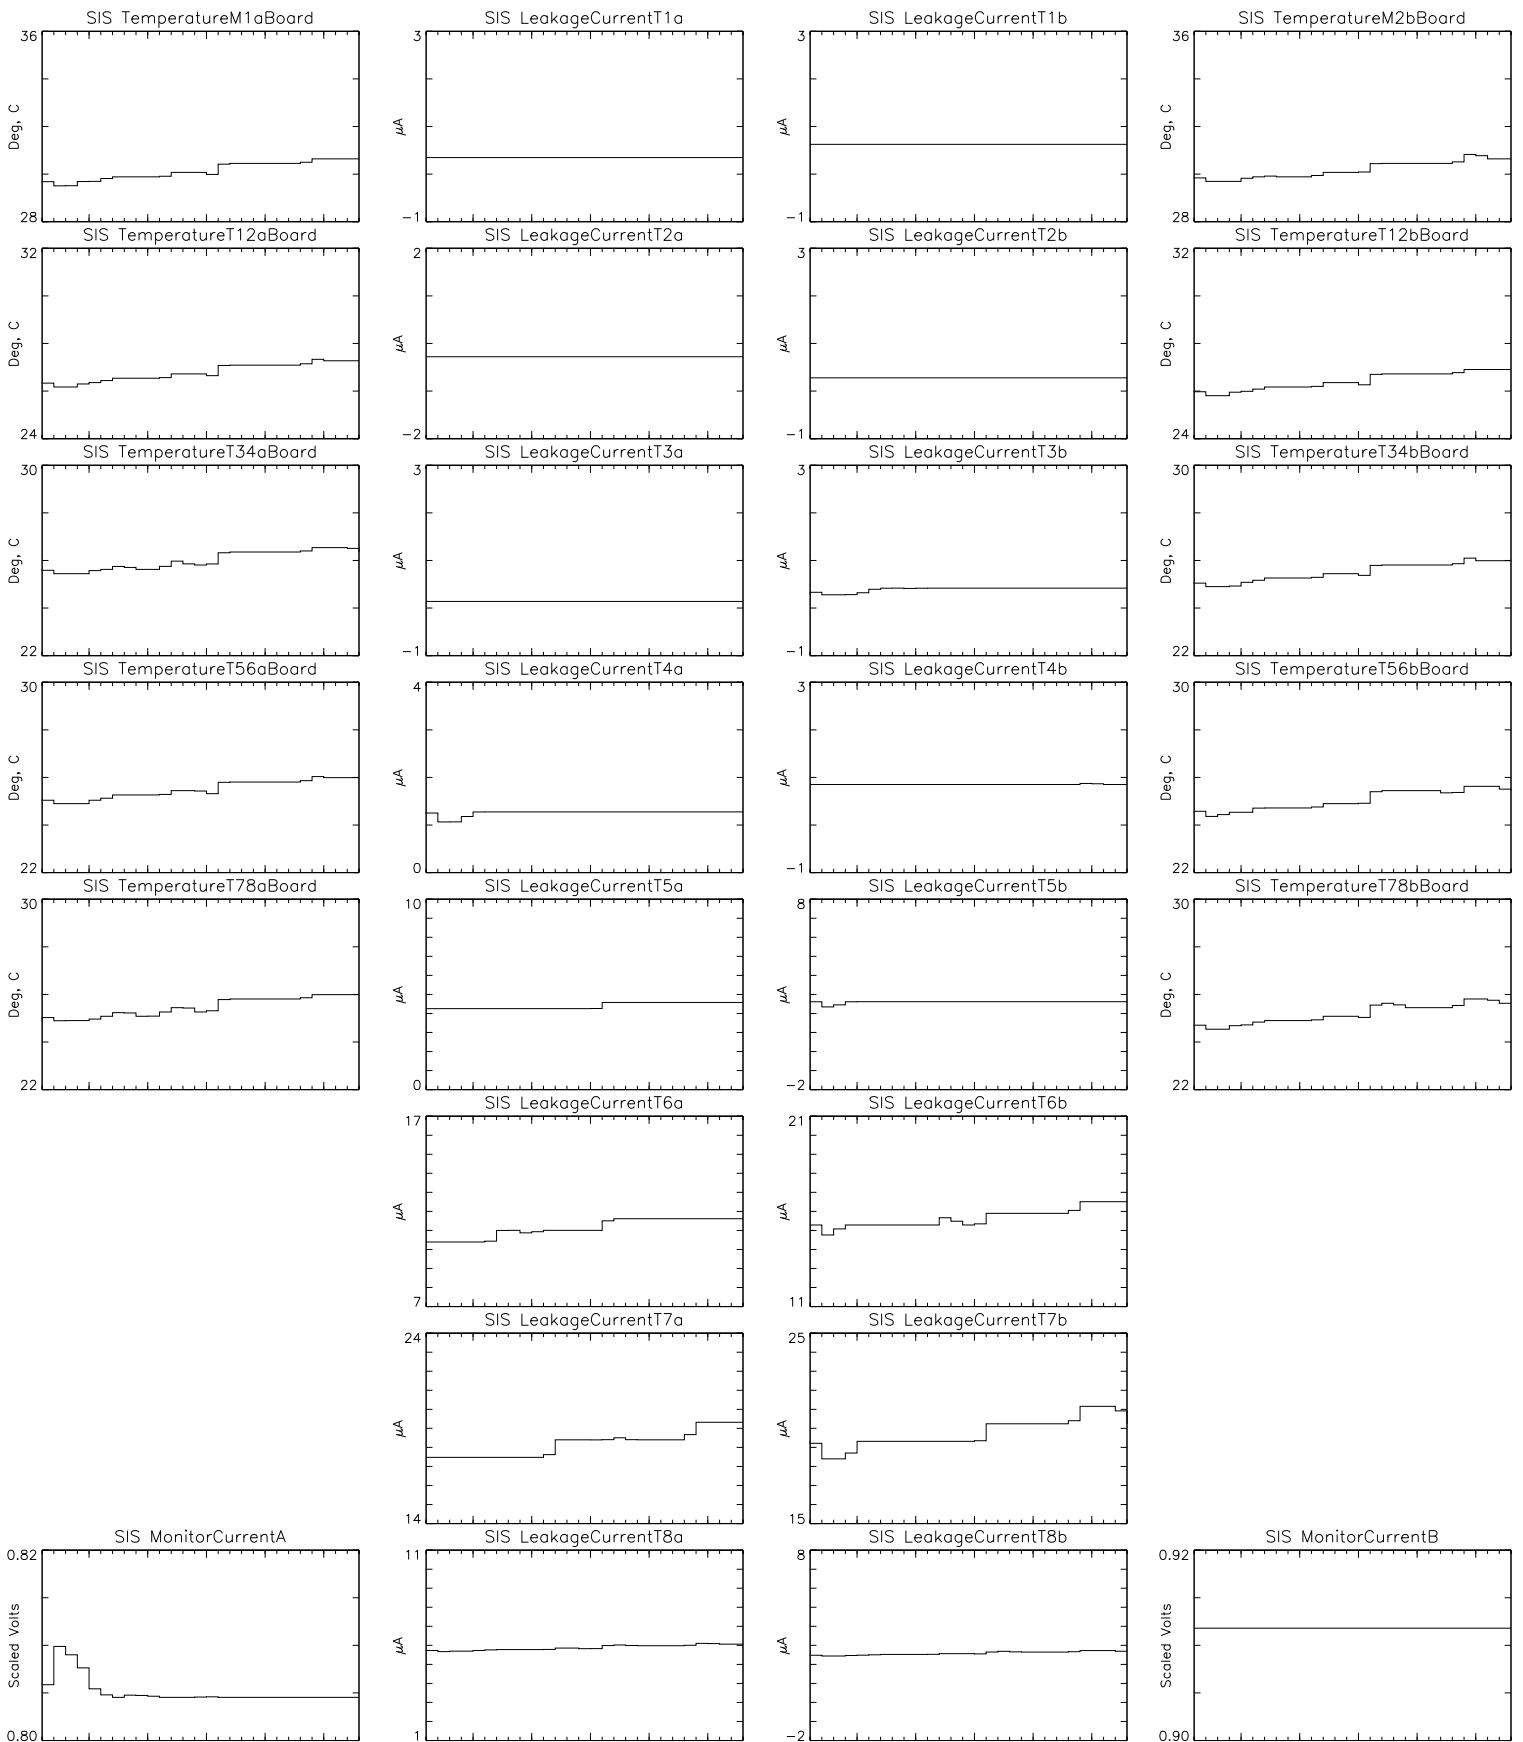 SIS TemperatureM1aBoard
36
Deg, C
28
SIS LeakageCurrentT1a
3
μA
−1
SIS LeakageCurrentT1b
3
μA
−1
SIS TemperatureM2bBoard
36
Deg, C
28
SIS TemperatureT12aBoard
32
Deg, C
24
SIS LeakageCurrentT2a
2
μA
−2
SIS LeakageCurrentT2b
3
μA
−1
SIS TemperatureT12bBoard
32
Deg, C
24
SIS TemperatureT34aBoard
30
Deg, C
22
SIS LeakageCurrentT3a
3
μA
−1
SIS LeakageCurrentT3b
3
μA
−1
SIS TemperatureT34bBoard
30
Deg, C
22
SIS TemperatureT56aBoard
30
Deg, C
22
SIS LeakageCurrentT4a
4
μA
0
SIS LeakageCurrentT4b
3
μA
−1
SIS TemperatureT56bBoard
30
Deg, C
22
SIS TemperatureT78aBoard
30
Deg, C
22
SIS LeakageCurrentT5a
10
μA
0
SIS LeakageCurrentT5b
8
μA
−2
SIS TemperatureT78bBoard
30
Deg, C
22
SIS LeakageCurrentT6a
17
μA
7
SIS LeakageCurrentT6b
21
μA
11
SIS LeakageCurrentT7a
24
μA
14
SIS LeakageCurrentT7b
25
μA
15
SIS MonitorCurrentA
0.82
Scaled Volts
0.80
SIS LeakageCurrentT8a
11
μA
1
SIS LeakageCurrentT8b
8
μA
−2
SIS MonitorCurrentB
0.92
Scaled Volts
0.90